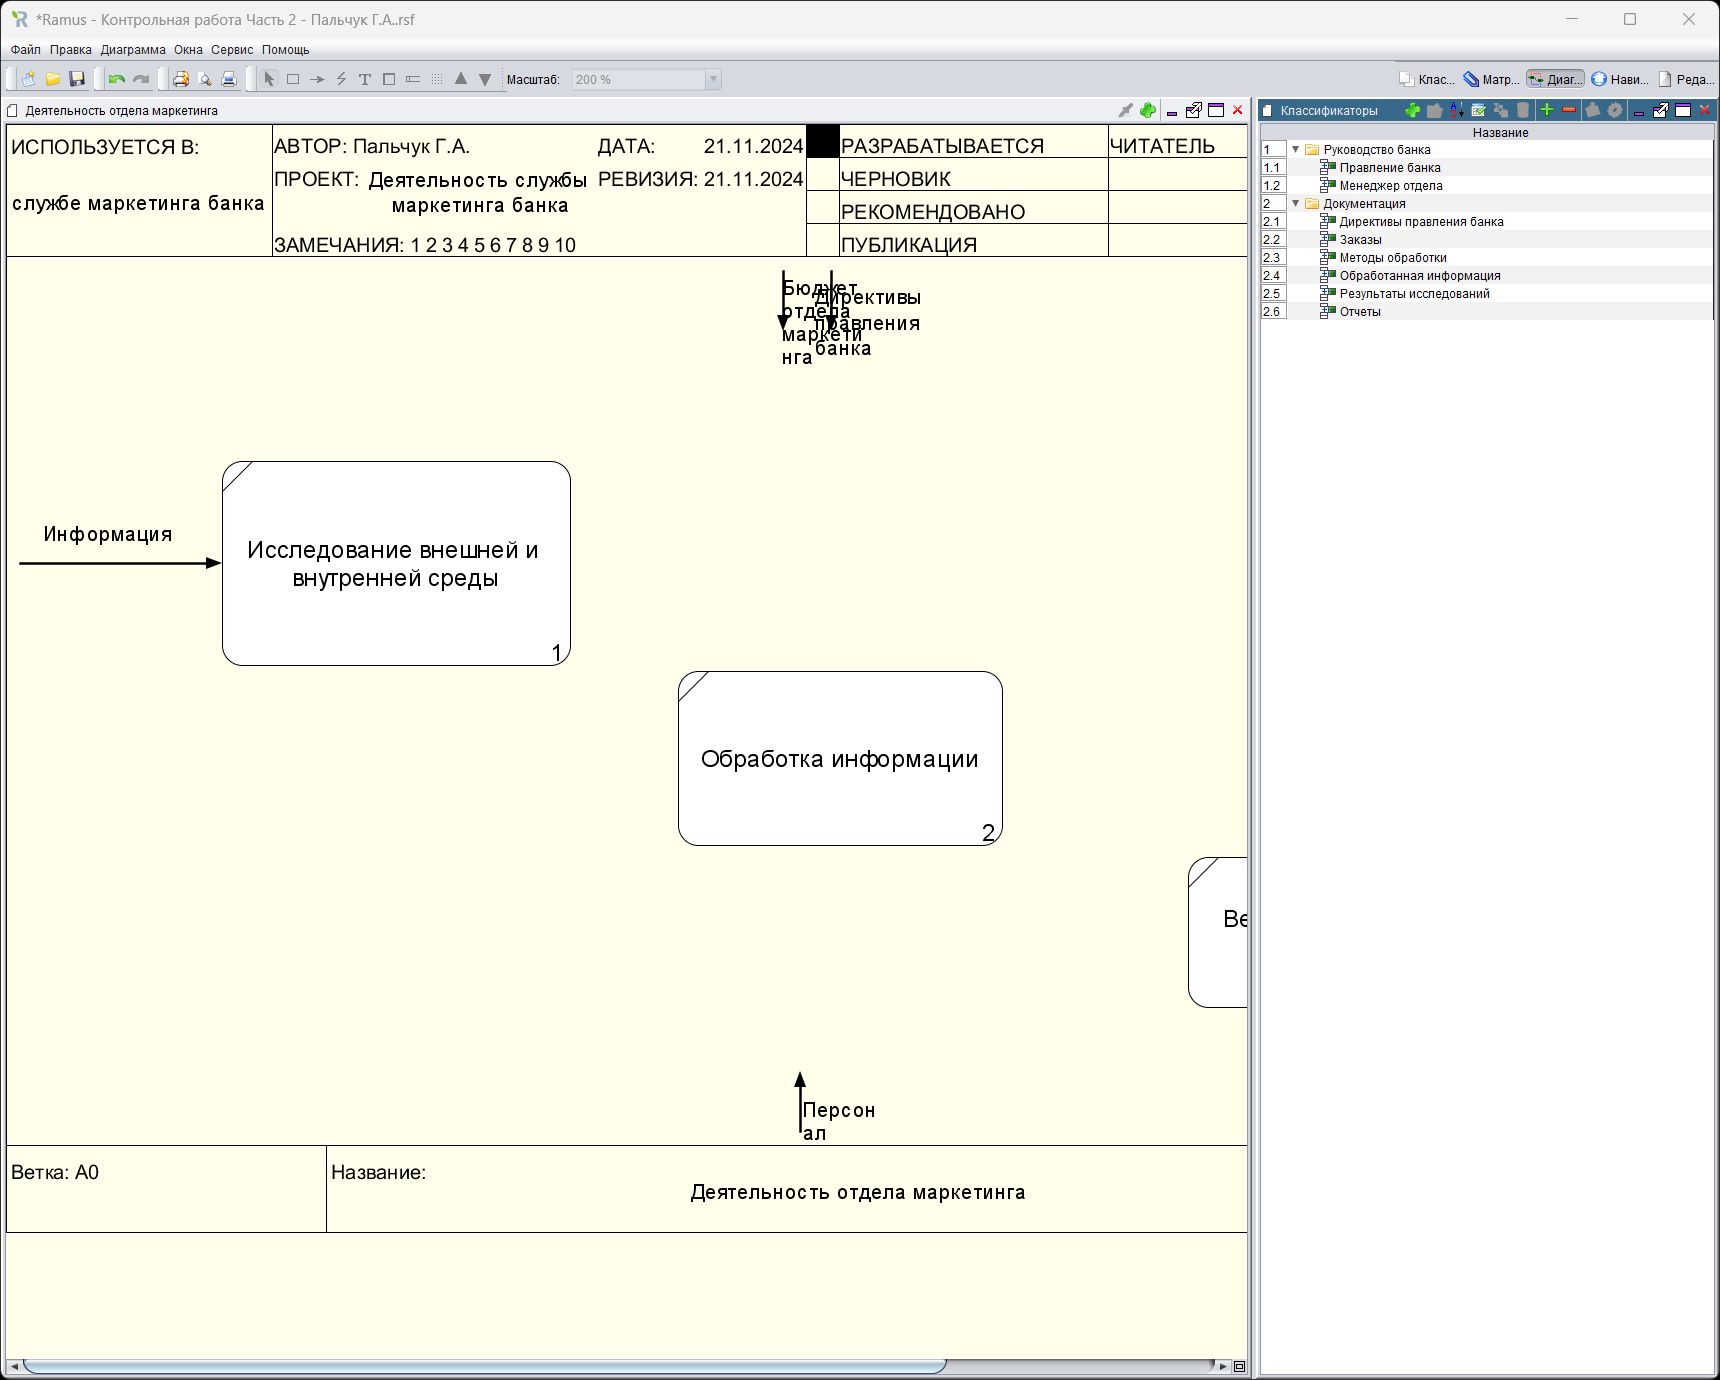 *Ramus - Контрольная работа Часть 2 - Пальчук Г.А..rsf
Файл Правка Диаграмма Окна Сервис Помощь
Масштаб: 200 %
Клас... Матр... Диаг... Нави... Реда...
Деятельность отдела маркетинга
ИСПОЛЬЗУЕТСЯ В:
службе маркетинга банка
АВТОР: Пальчук Г.А.
ДАТА: 21.11.2024
ПРОЕКТ: Деятельность службы
маркетинга банка
РЕВИЗИЯ: 21.11.2024
ЗАМЕЧАНИЯ: 1 2 3 4 5 6 7 8 9 10
РАЗРАБАТЫВАЕТСЯ
ЧЕРНОВИК
РЕКОМЕНДОВАНО
ПУБЛИКАЦИЯ
ЧИТАТЕЛЬ
Бюджет
отдела
маркети
нга
Директивы
правления
банка
Информация
Исследование внешней и
внутренней среды
1
Обработка информации
2
Ве
Персон
ал
Ветка: A0
Название:
Деятельность отдела маркетинга
Классификаторы
Название
1 Руководство банка
1.1 Правление банка
1.2 Менеджер отдела
2 Документация
2.1 Директивы правления банка
2.2 Заказы
2.3 Методы обработки
2.4 Обработанная информация
2.5 Результаты исследований
2.6 Отчеты